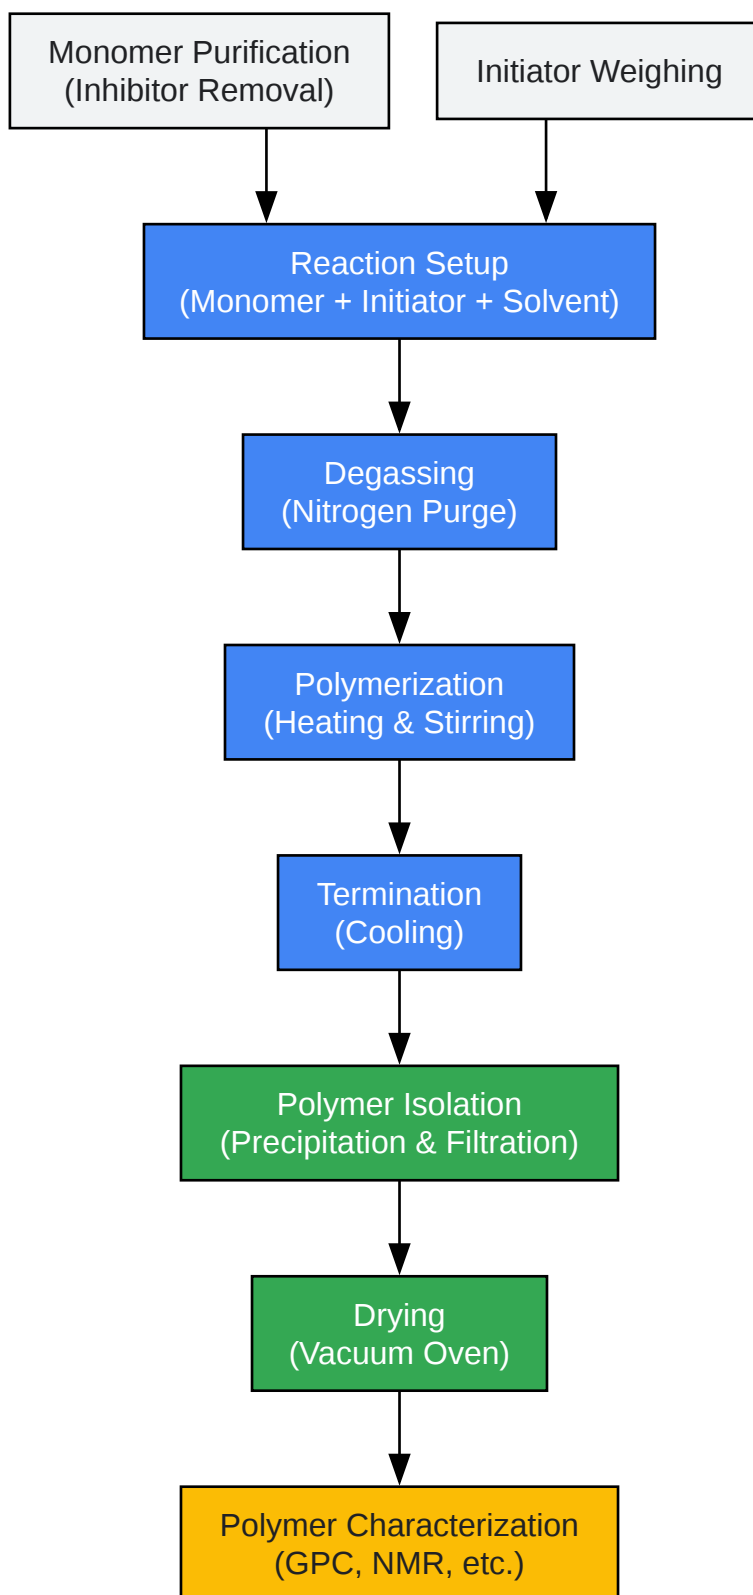 Monomer Purification
(Inhibitor Removal)
Initiator Weighing
Reaction Setup
(Monomer + Initiator + Solvent)
Degassing
(Nitrogen Purge)
Polymerization
(Heating & Stirring)
Termination
(Cooling)
Polymer Isolation
(Precipitation & Filtration)
Drying
(Vacuum Oven)
Polymer Characterization
(GPC, NMR, etc.)